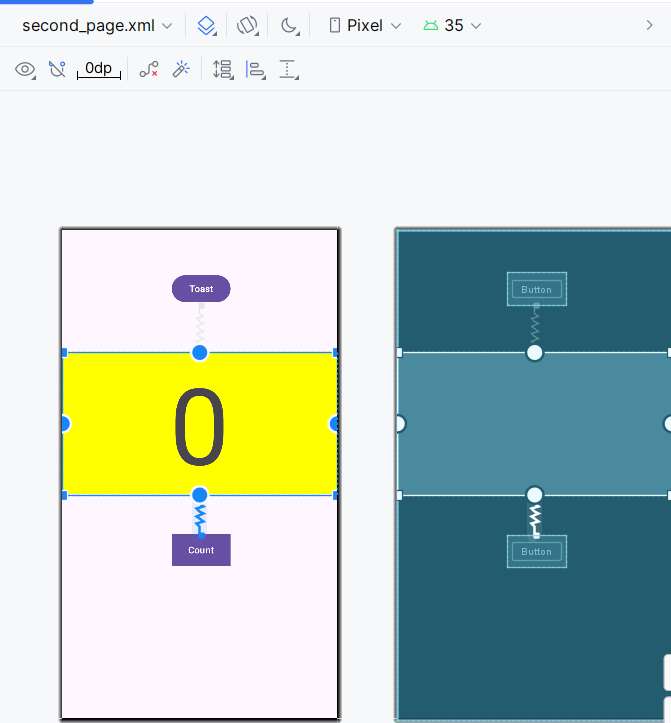 second_page.xml Pixel 35
0dp
Toast
Button
0
Count
Button